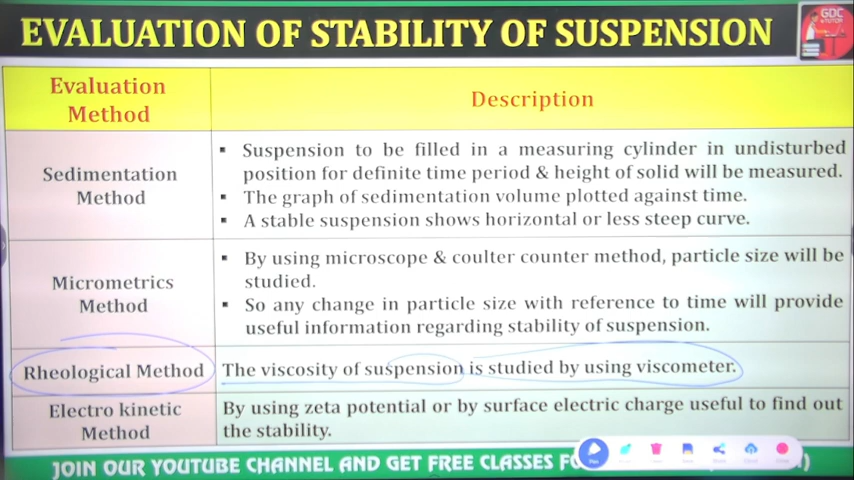 EVALUATION OF STABILITY OF SUSPENSION
GDC
Evaluation
Method
Description
Sedimentation
Method
▪ Suspension to be filled in a measuring cylinder in undisturbed
position for definite time period & height of solid will be measured.
▪ The graph of sedimentation volume plotted against time.
▪ A stable suspension shows horizontal or less steep curve.
Micrometrics
Method
▪ By using microscope & coulter counter method, particle size will be
studied.
▪ So any change in particle size with reference to time will provide
useful information regarding stability of suspension.
Rheological Method
The viscosity of suspension is studied by using viscometer.
Electro kinetic
Method
By using zeta potential or by surface electric charge useful to find out
the stability.
JOIN OUR YOUTUBE CHANNEL AND GET FREE CLASSES